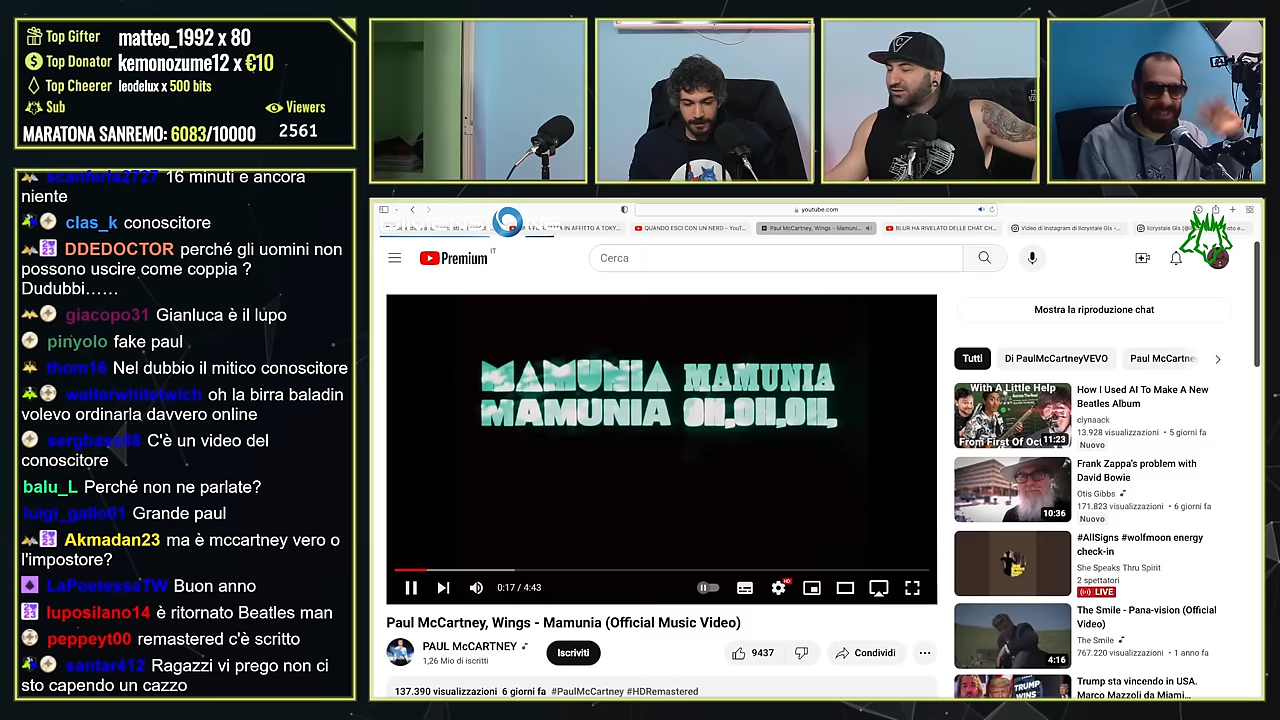 Top Gifter matteo_1992 x 80
Top Donator kemonozume12 x €10
Top Cheerer leodelux x 500 bits
Sub Viewers
MARATONA SANREMO: 6083/10000 2561
scanferla2727 16 minuti e ancora
niente
clas_k conoscitore
DDEDOCTOR perché gli uomini non
possono uscire come coppia ?
Dudubbi……
giacopo31 Gianluca è il lupo
pinyolo fake paul
thom16 Nel dubbio il mitico conoscitore
walterwhitetwich oh la birra baladin
volevo ordinarla davvero online
sergbass88 C'è un video del
conoscitore
balu_L Perché non ne parlate?
luigi_gallo01 Grande paul
Akmadan23 ma è mccartney vero o
l'impostore?
LaPoetessaTW Buon anno
luposilano14 è ritornato Beatles man
peppeyt00 remastered c'è scritto
santar412 Ragazzi vi prego non ci
sto capendo un cazzo
youtube.com
IN AFFITTO A TOKY...
QUANDO ESCI CON UN NERD - YouT...
Paul McCartney, Wings - Mamuni...
BLUR HA RIVELATO DELLE CHAT CH...
Video di Instagram di ilcrystale Gis -...
Premium IT
Cerca
MAMUNIA MAMUNIA
MAMUNIA OH,OH,OH,
0:17 / 4:43
HD
Paul McCartney, Wings - Mamunia (Official Music Video)
PAUL McCARTNEY
1,26 Mio di iscritti
Iscriviti
9437
Condividi
137.390 visualizzazioni 6 giorni fa #PaulMcCartney #HDRemastered
Mostra la riproduzione chat
Tutti
Di PaulMcCartneyVEVO
Paul McCartne
With A Little Help
From First Of Oct
11:23
How I Used AI To Make A New
Beatles Album
clynaack
13.928 visualizzazioni • 5 giorni fa
Nuovo
10:36
Frank Zappa's problem with
David Bowie
Otis Gibbs
171.823 visualizzazioni • 6 giorni fa
Nuovo
#AllSigns #wolfmoon energy
check-in
She Speaks Thru Spirit
2 spettatori
LIVE
4:16
The Smile - Pana-vision (Official
Video)
The Smile
767.220 visualizzazioni • 1 anno fa
TRUMP
WINS
Trump sta vincendo in USA.
Marco Mazzoli da Miami...